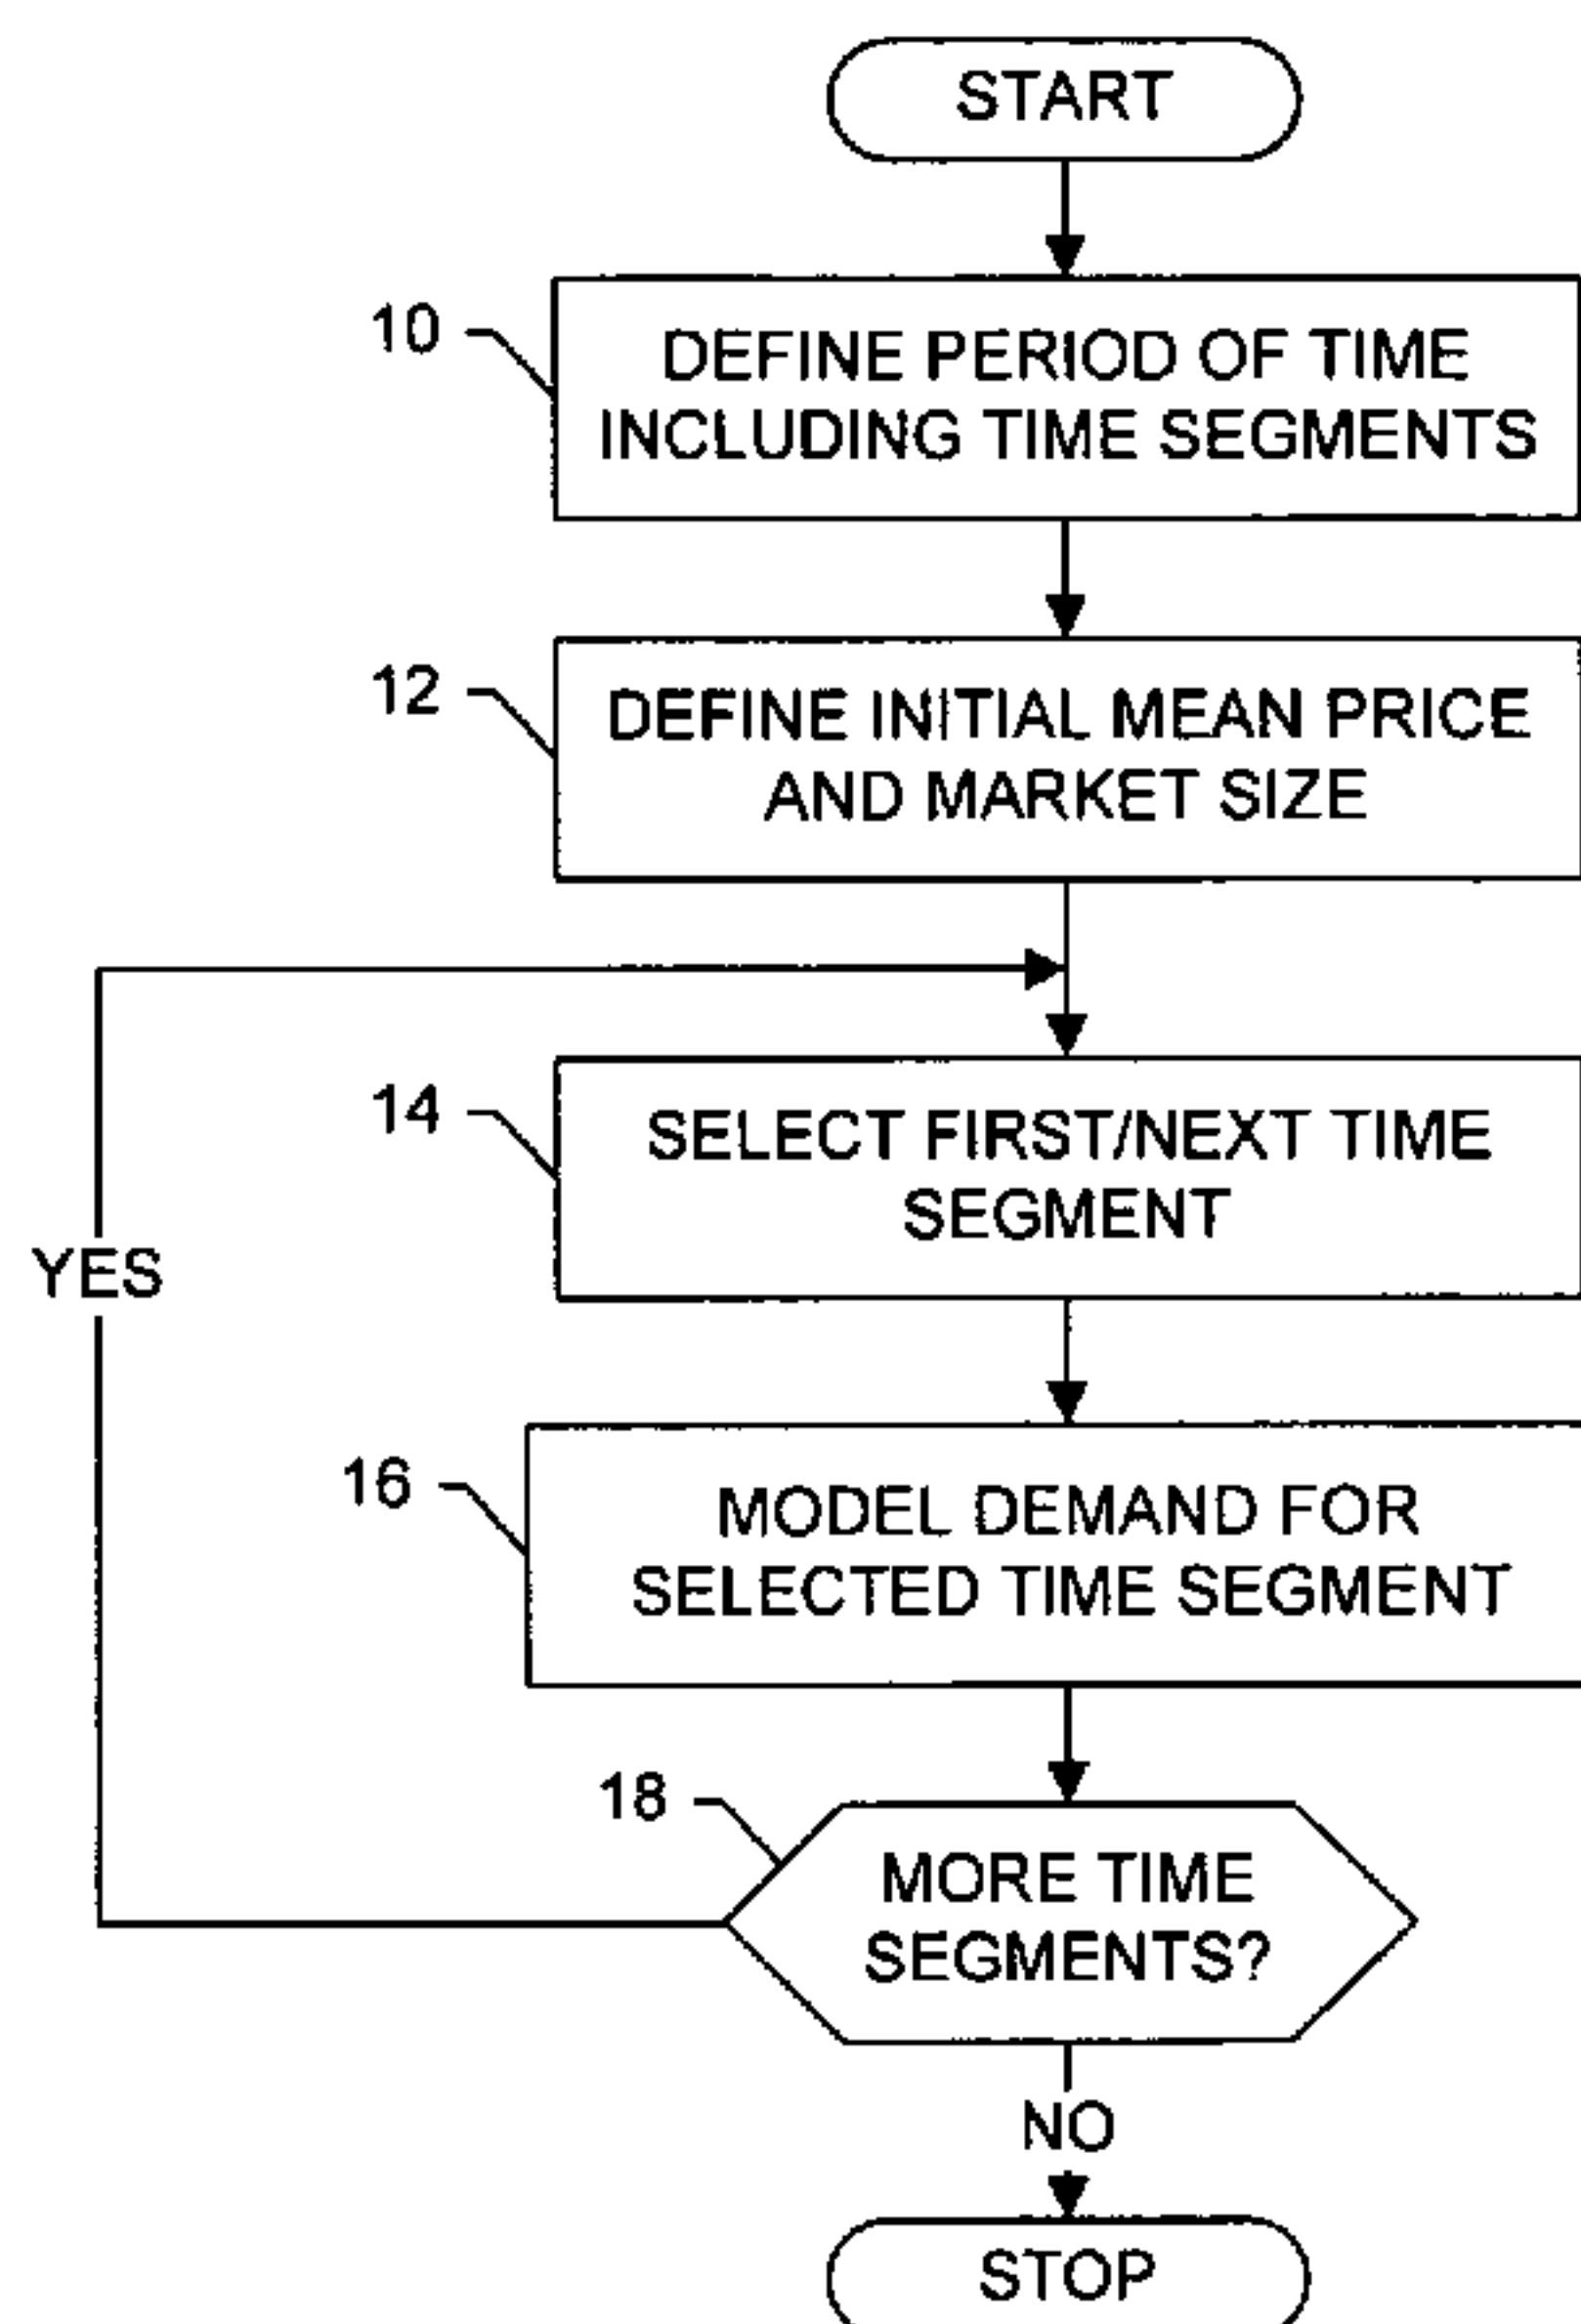 START
10
DEFINE PERIOD OF TIME
INCLUDING TIME SEGMENTS
12
DEFINE INITIAL MEAN PRICE
AND MARKET SIZE
14
SELECT FIRST/NEXT TIME
SEGMENT
YES
16
MODEL DEMAND FOR
SELECTED TIME SEGMENT
18
MORE TIME
SEGMENTS?
NO
STOP